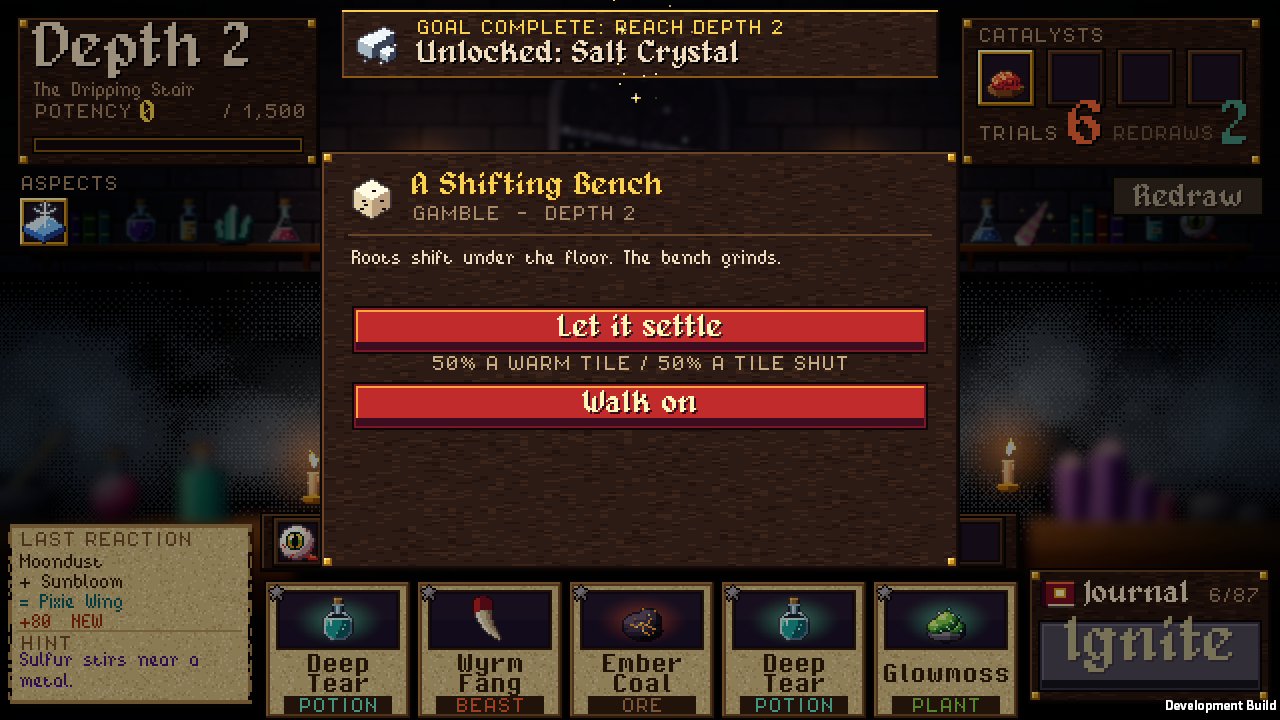 Depth 2
The Dripping Stair
POTENCY 0 / 1,500
ASPECTS
GOAL COMPLETE: REACH DEPTH 2
Unlocked: Salt Crystal
CATALYSTS
TRIALS 6 REDRAWS 2
Redraw
A Shifting Bench
GAMBLE - DEPTH 2
Roots shift under the floor. The bench grinds.
Let it settle
50% A WARM TILE / 50% A TILE SHUT
Walk on
LAST REACTION
Moondust
+ Sunbloom
= Pixie Wing
+80 NEW
HINT
Sulfur stirs near a
metal.
Deep
Tear
POTION
Wyrm
Fang
BEAST
Ember
Coal
ORE
Deep
Tear
POTION
Glowmoss
PLANT
Journal 6/87
Ignite
Development Build